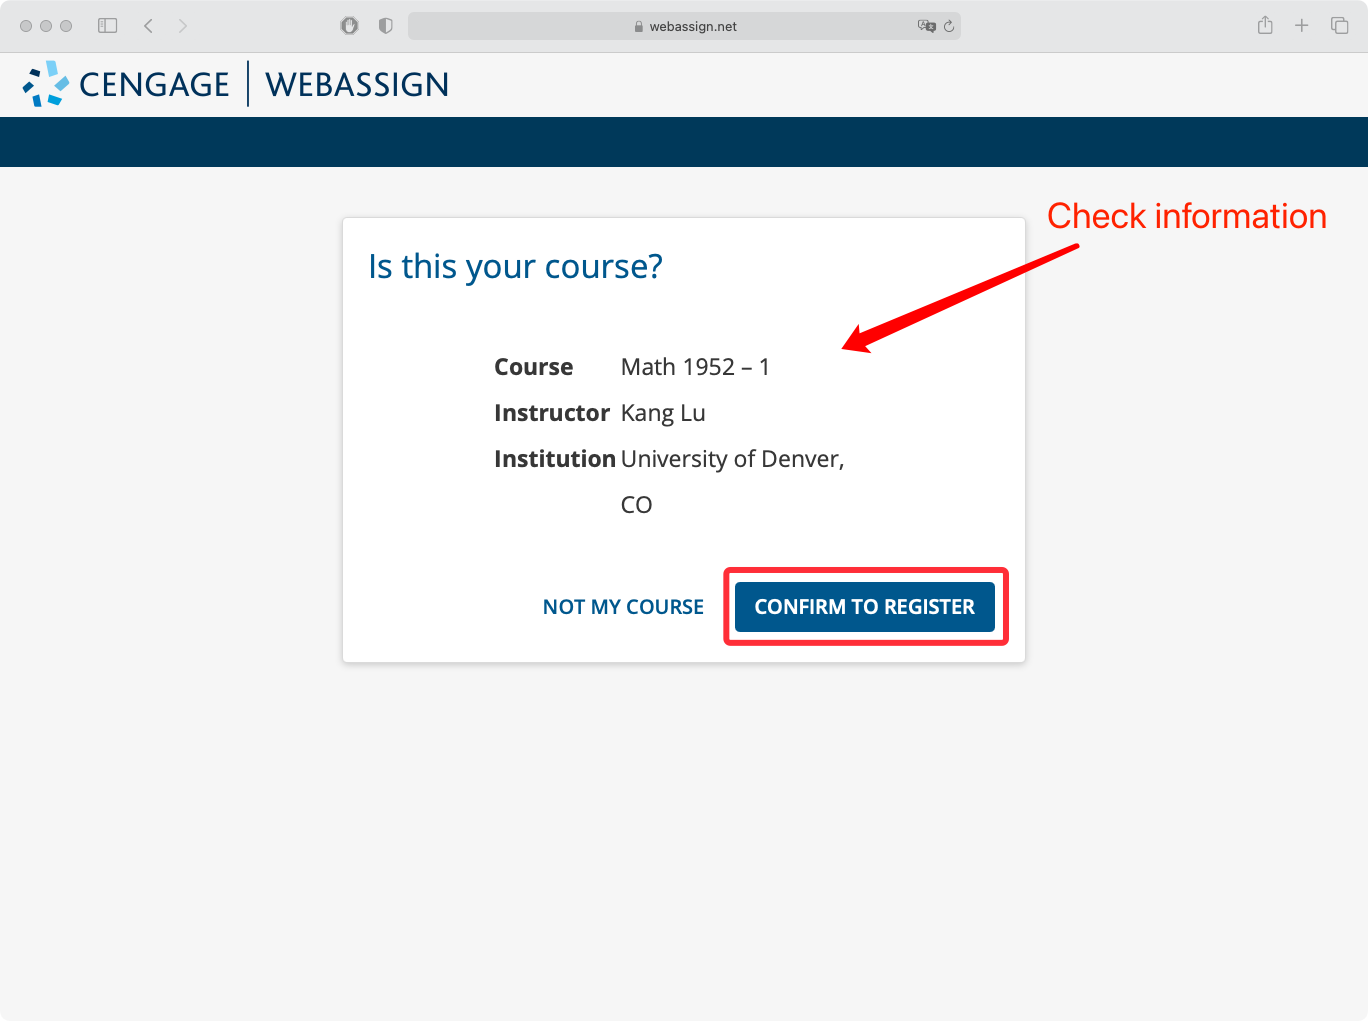 webassign.net
CENGAGE | WEBASSIGN
Check information
Is this your course?
Course Math 1952 – 1
Instructor Kang Lu
Institution University of Denver,
CO
NOT MY COURSE CONFIRM TO REGISTER